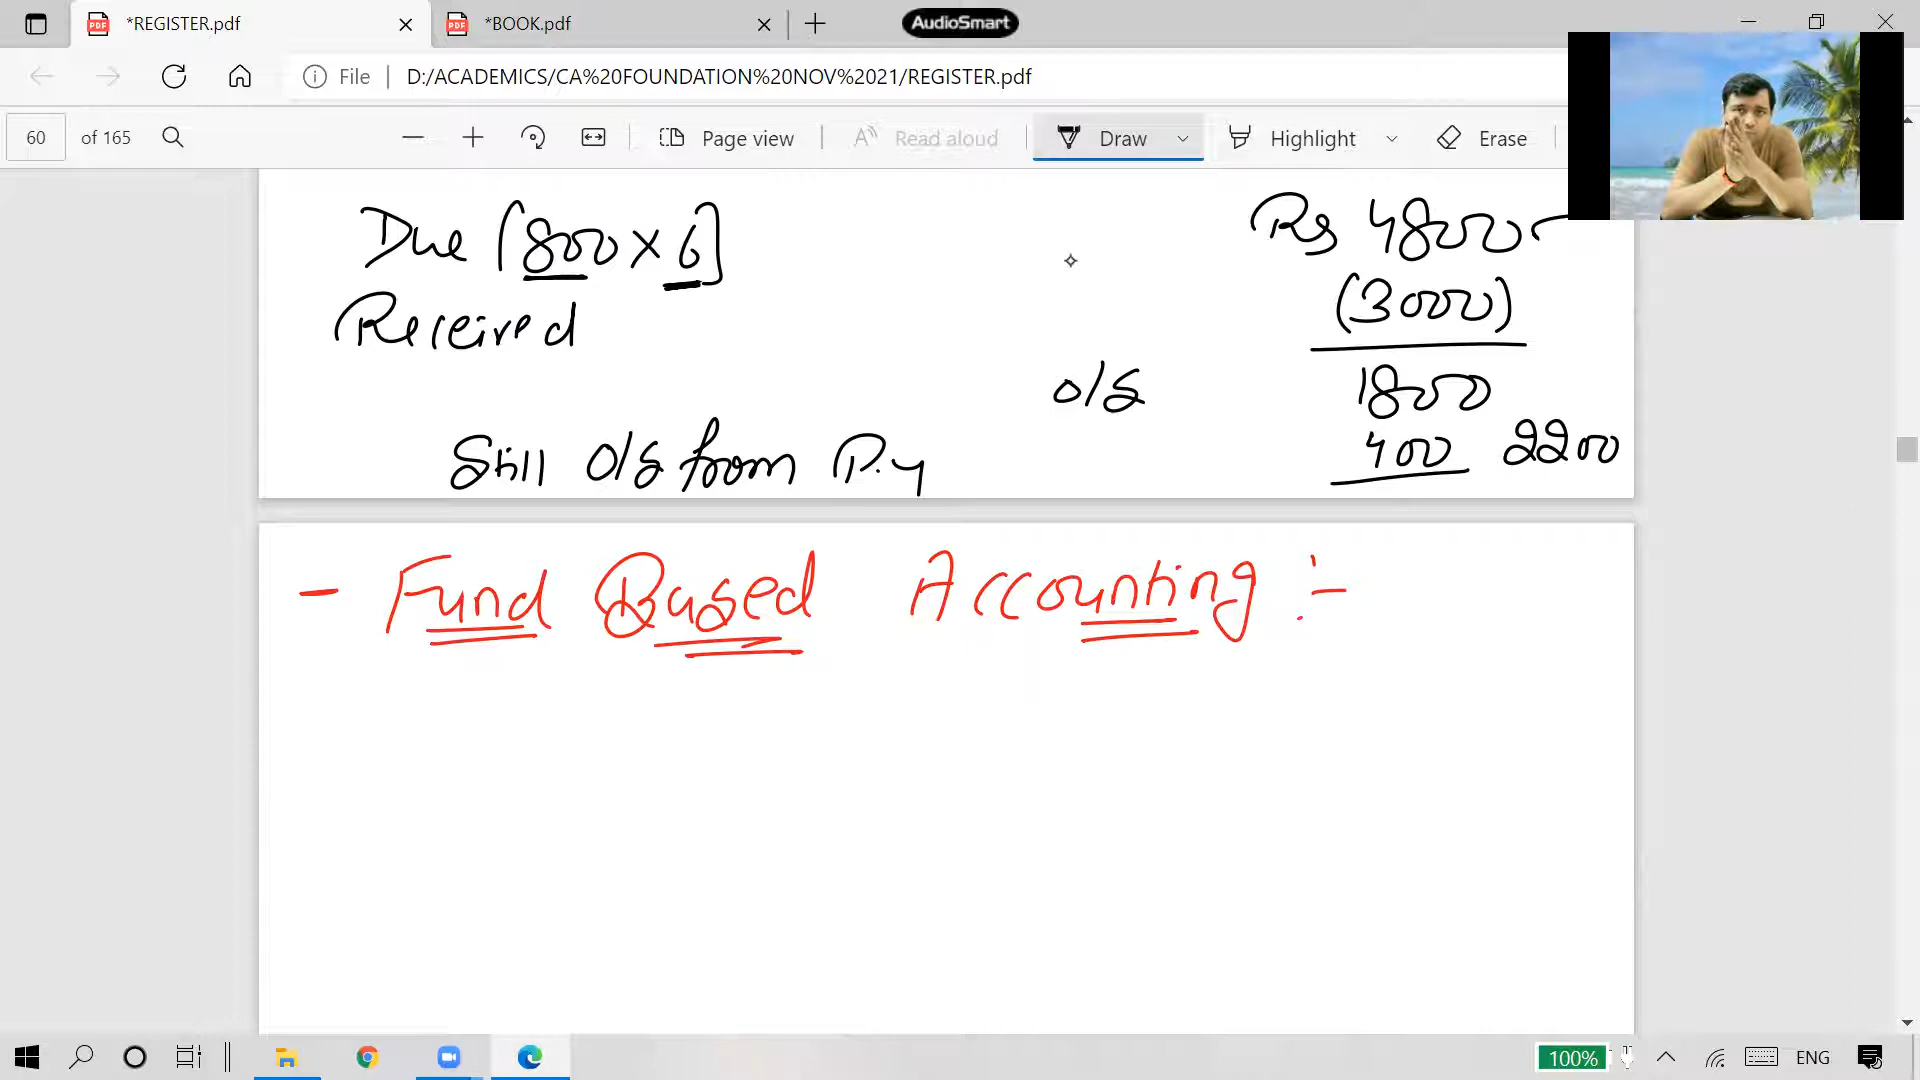 *REGISTER.pdf
*BOOK.pdf
AudioSmart
File D:/ACADEMICS/CA%20FOUNDATION%20NOV%202021/REGISTER.pdf
60 of 165 Page view Read aloud Draw Highlight Erase
Due [800 x 6] Rs 4800
Received (3000)
O/S 1800
Still O/S from P.y 400 2200
- Fund Based Accounting :-
100% ENG